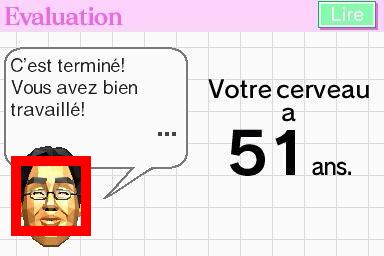 Evaluation
Lire
C'est terminé!
Vous avez bien
travaillé!
...
Votre cerveau
a
51 ans.